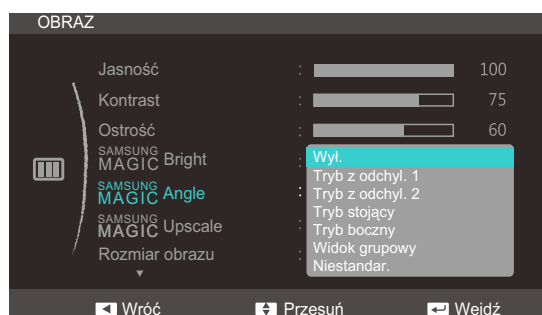 OBRAZ
Jasność : 100
Kontrast : 75
Ostrość : 60
SAMSUNG MAGIC Bright :
Wył.
Tryb z odchyl. 1
SAMSUNG MAGIC Angle :
Tryb z odchyl. 2
Tryb stojący
SAMSUNG MAGIC Upscale :
Tryb boczny
Widok grupowy
Rozmiar obrazu :
Niestandar.
Wróć Przesuń Wejdź